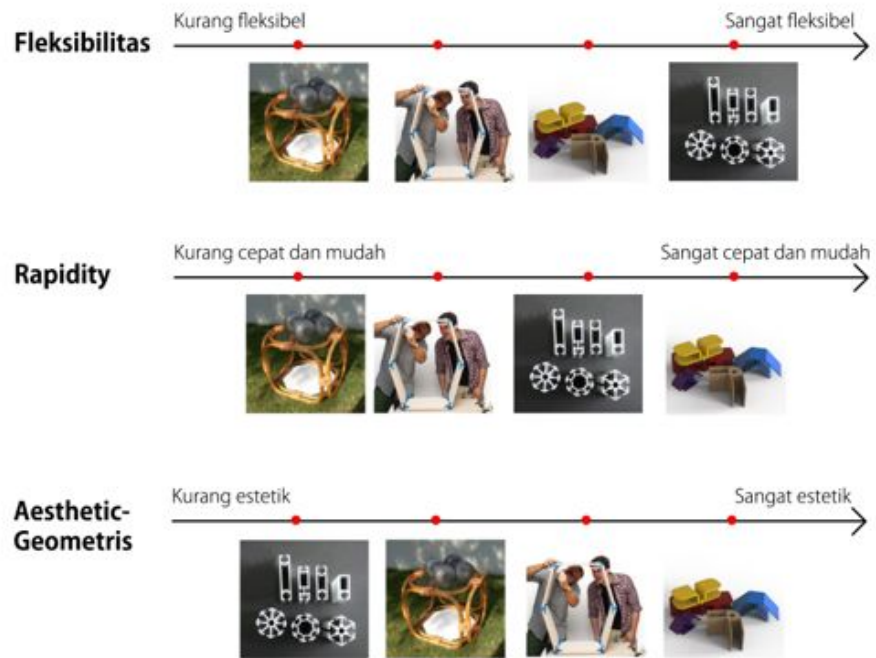 Fleksibilitas
Kurang fleksibel
Sangat fleksibel
Rapidity
Kurang cepat dan mudah
Sangat cepat dan mudah
Aesthetic-
Geometris
Kurang estetik
Sangat estetik